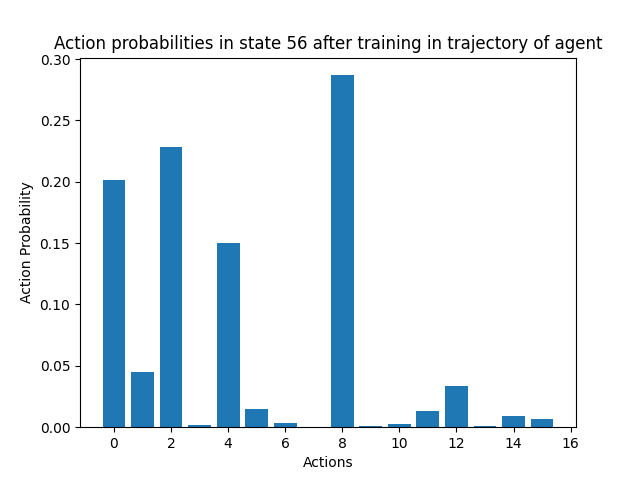 Action probabilities in state 56 after training in trajectory of agent
0.30
0.25
0.20
0.15
0.10
0.05
0.00
Action Probability
0 2 4 6 8 10 12 14 16
Actions